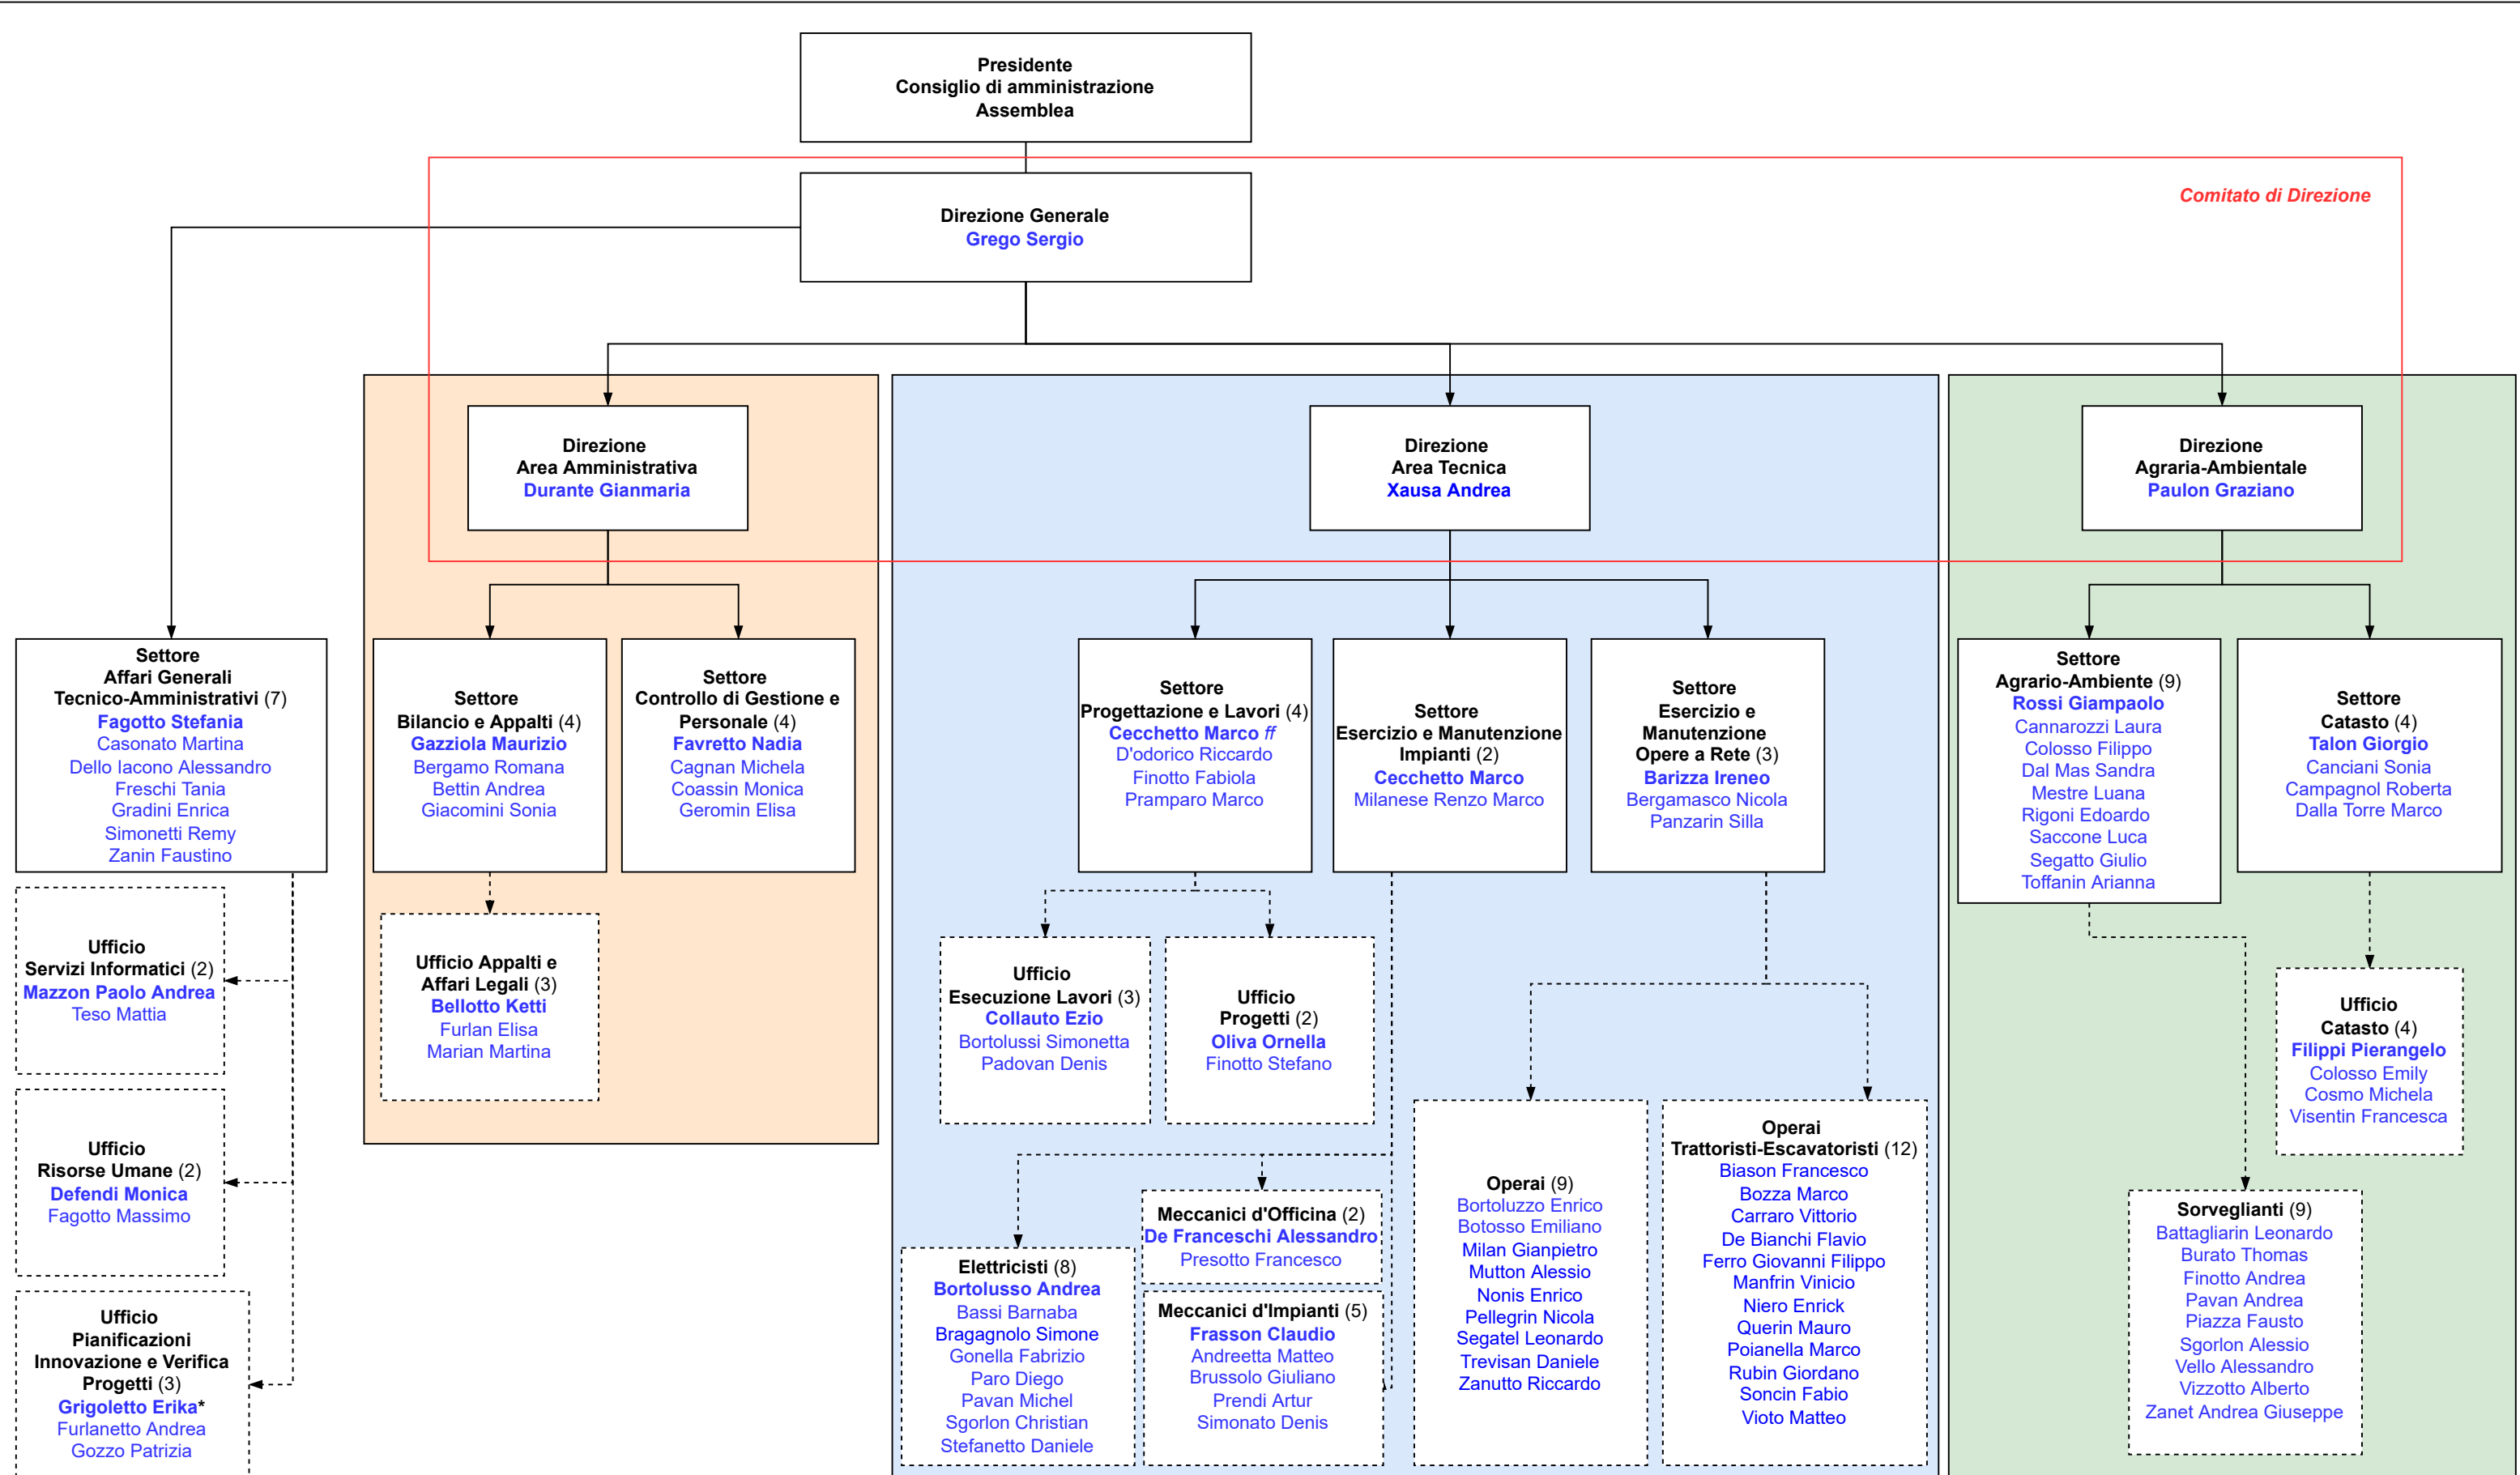 Presidente
Consiglio di amministrazione
Assemblea
Comitato di Direzione
Direzione Generale
Grego Sergio
Direzione
Area Amministrativa
Durante Gianmaria
Direzione
Area Tecnica
Xausa Andrea
Direzione
Agraria-Ambientale
Paulon Graziano
Settore
Affari Generali
Tecnico-Amministrativi (7)
Fagotto Stefania
Casonato Martina
Dello Iacono Alessandro
Freschi Tania
Gradini Enrica
Simonetti Remy
Zanin Faustino
Settore
Bilancio e Appalti (4)
Gazziola Maurizio
Bergamo Romana
Bettin Andrea
Giacomini Sonia
Settore
Controllo di Gestione e
Personale (4)
Favretto Nadia
Cagnan Michela
Coassin Monica
Geromin Elisa
Settore
Progettazione e Lavori (4)
Cecchetto Marco ff
D'odorico Riccardo
Finotto Fabiola
Pramparo Marco
Settore
Esercizio e Manutenzione
Impianti (2)
Cecchetto Marco
Milanese Renzo Marco
Settore
Esercizio e
Manutenzione
Opere a Rete (3)
Barizza Ireneo
Bergamasco Nicola
Panzarin Silla
Settore
Agrario-Ambiente (9)
Rossi Giampaolo
Cannarozzi Laura
Colosso Filippo
Dal Mas Sandra
Mestre Luana
Rigoni Edoardo
Saccone Luca
Segatto Giulio
Toffanin Arianna
Settore
Catasto (4)
Talon Giorgio
Canciani Sonia
Campagnol Roberta
Dalla Torre Marco
Ufficio
Servizi Informatici (2)
Mazzon Paolo Andrea
Teso Mattia
Ufficio Appalti e
Affari Legali (3)
Bellotto Ketti
Furlan Elisa
Marian Martina
Ufficio
Esecuzione Lavori (3)
Collauto Ezio
Bortolussi Simonetta
Padovan Denis
Ufficio
Progetti (2)
Oliva Ornella
Finotto Stefano
Ufficio
Catasto (4)
Filippi Pierangelo
Colosso Emily
Cosmo Michela
Visentin Francesca
Ufficio
Risorse Umane (2)
Defendi Monica
Fagotto Massimo
Ufficio
Pianificazioni
Innovazione e Verifica
Progetti (3)
Grigoletto Erika*
Furlanetto Andrea
Gozzo Patrizia
Elettricisti (8)
Bortolusso Andrea
Bassi Barnaba
Bragagnolo Simone
Gonella Fabrizio
Paro Diego
Pavan Michel
Sgorlon Christian
Stefanetto Daniele
Meccanici d'Officina (2)
De Franceschi Alessandro
Presotto Francesco
Meccanici d'Impianti (5)
Frasson Claudio
Andreetta Matteo
Brussolo Giuliano
Prendi Artur
Simonato Denis
Operai (9)
Bortoluzzo Enrico
Botosso Emiliano
Milan Gianpietro
Mutton Alessio
Nonis Enrico
Pellegrin Nicola
Segatel Leonardo
Trevisan Daniele
Zanutto Riccardo
Operai
Trattoristi-Escavatoristi (12)
Biason Francesco
Bozza Marco
Carraro Vittorio
De Bianchi Flavio
Ferro Giovanni Filippo
Manfrin Vinicio
Niero Enrick
Querin Mauro
Poianella Marco
Rubin Giordano
Soncin Fabio
Vioto Matteo
Sorveglianti (9)
Battagliarin Leonardo
Burato Thomas
Finotto Andrea
Pavan Andrea
Piazza Fausto
Sgorlon Alessio
Vello Alessandro
Vizzotto Alberto
Zanet Andrea Giuseppe